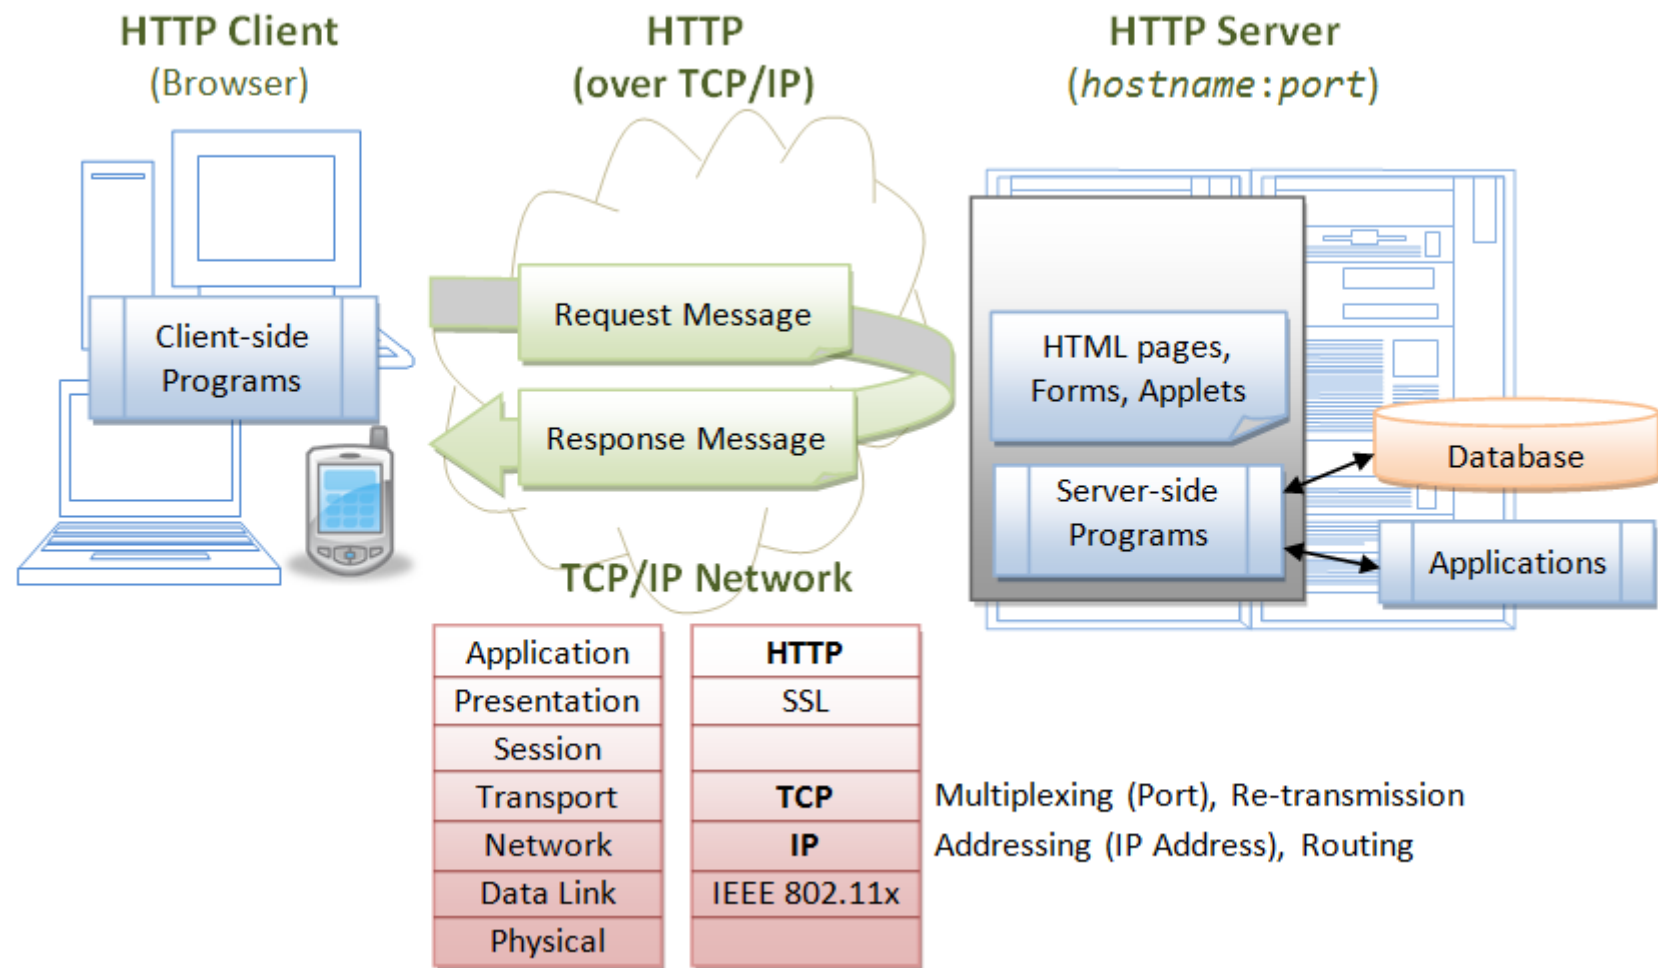 HTTP Client
(Browser)
HTTP
(over TCP/IP)
HTTP Server
(hostname:port)
Client-side
Programs
Request Message
Response Message
HTML pages,
Forms, Applets
Server-side
Programs
Database
Applications
TCP/IP Network
Application HTTP
Presentation SSL
Session
Transport TCP Multiplexing (Port), Re-transmission
Network IP Addressing (IP Address), Routing
Data Link IEEE 802.11x
Physical